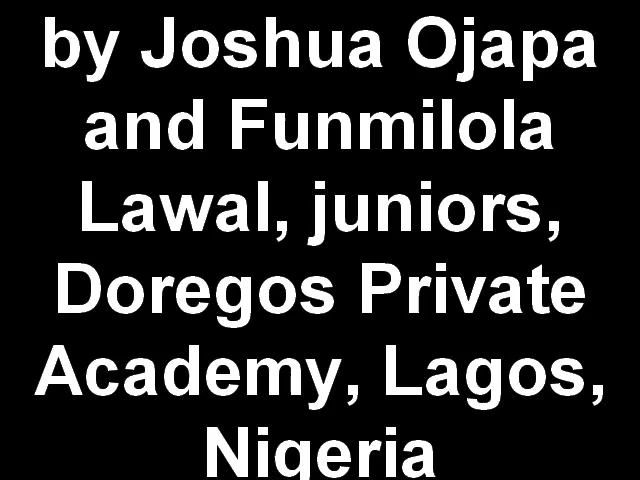 by Joshua Ojapa
and Funmilola
Lawal, juniors,
Doregos Private
Academy, Lagos,
Nigeria